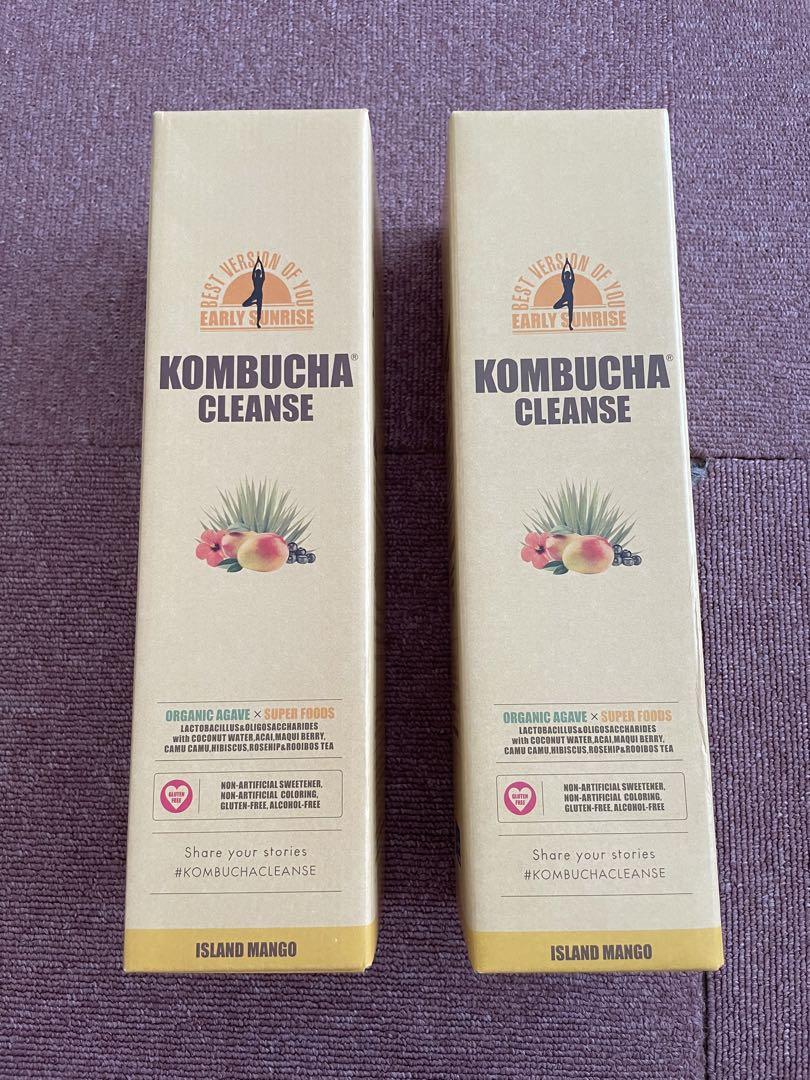 BEST VERSION OF YOU
EARLY SUNRISE
KOMBUCHA®
CLEANSE
ORGANIC AGAVE × SUPER FOODS
LACTOBACILLUS&OLIGOSACCHARIDES
with COCONUT WATER,ACAI,MAQUI BERRY,
CAMU CAMU,HIBISCUS,ROSEHIP&ROOIBOS TEA
GLUTEN
FREE
NON-ARTIFICIAL SWEETENER,
NON-ARTIFICIAL COLORING,
GLUTEN-FREE, ALCOHOL-FREE
Share your stories
#KOMBUCHACLEANSE
ISLAND MANGO
BEST VERSION OF YOU
EARLY SUNRISE
KOMBUCHA®
CLEANSE
ORGANIC AGAVE × SUPER FOODS
LACTOBACILLUS&OLIGOSACCHARIDES
with COCONUT WATER,ACAI,MAQUI BERRY,
CAMU CAMU,HIBISCUS,ROSEHIP&ROOIBOS TEA
GLUTEN
FREE
NON-ARTIFICIAL SWEETENER,
NON-ARTIFICIAL COLORING,
GLUTEN-FREE, ALCOHOL-FREE
Share your stories
#KOMBUCHACLEANSE
ISLAND MANGO